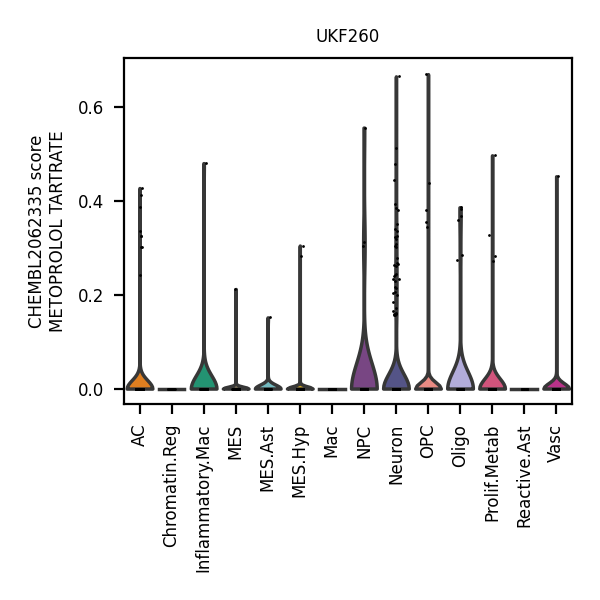 UKF260
CHEMBL2062335 score
METOPROLOL TARTRATE
0.6
0.4
0.2
0.0
AC
Chromatin.Reg
Inflammatory.Mac
MES
MES.Ast
MES.Hyp
Mac
NPC
Neuron
OPC
Oligo
Prolif.Metab
Reactive.Ast
Vasc